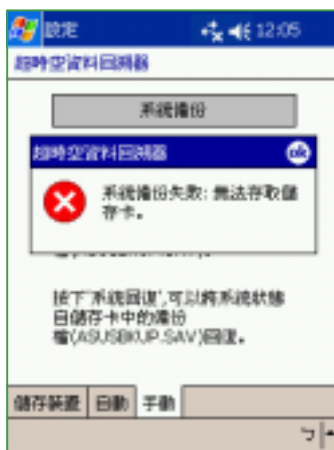 設定 12:05
超時空資料回溯器
系統備份
超時空資料回溯器 ok
系統備份失敗: 無法存取儲
存卡。
按下'系統回復',可以將系統狀態
自儲存卡中的備份
檔(ASUSBKUP.SAV)回復。
儲存裝置 自動 手動
ㄅ